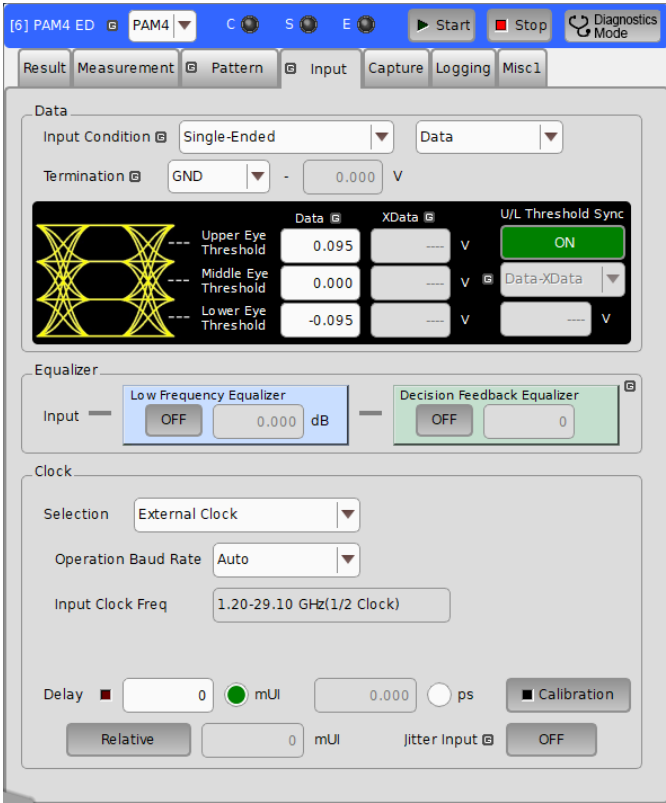 [6] PAM4 ED G PAM4 C S E Start Stop Diagnostics Mode
Result Measurement G Pattern G Input Capture Logging Misc1
Data
Input Condition G Single-Ended Data
Termination G GND - 0.000 V
Data G XData G U/L Threshold Sync
Upper Eye Threshold 0.095 ---- V ON
Middle Eye Threshold 0.000 ---- V G Data-XData
Lower Eye Threshold -0.095 ---- V ---- V
Equalizer
Low Frequency Equalizer Decision Feedback Equalizer G
Input OFF 0.000 dB OFF 0
Clock
Selection External Clock
Operation Baud Rate Auto
Input Clock Freq 1.20-29.10 GHz(1/2 Clock)
Delay 0 mUI 0.000 ps Calibration
Relative 0 mUI Jitter Input G OFF